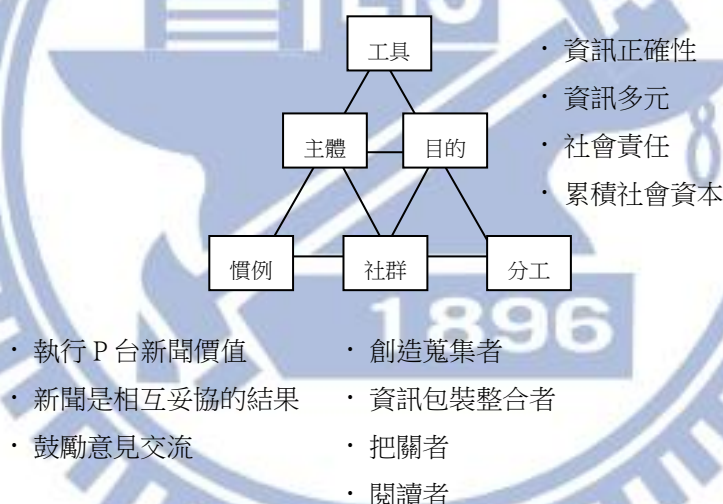 工具
・ 資訊正確性
・ 資訊多元
主體
目的
・ 社會責任
・ 累積社會資本
慣例
社群
分工
1896
・ 執行 P 台新聞價值
・ 創造蒐集者
・ 新聞是相互妥協的結果
・ 資訊包裝整合者
・ 鼓勵意見交流
・ 把關者
・ 閱讀者